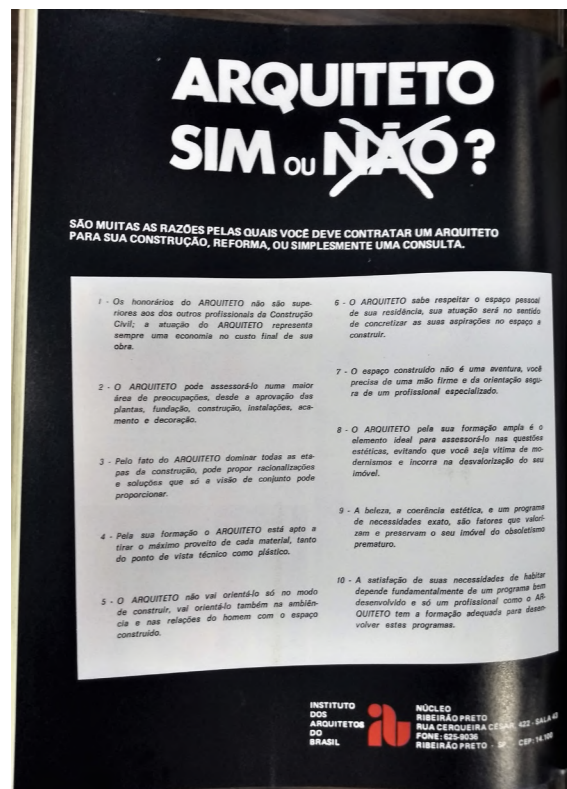 ARQUITETO
SIM OU NÃO?
SÃO MUITAS AS RAZÕES PELAS QUAIS VOCÊ DEVE CONTRATAR UM ARQUITETO
PARA SUA CONSTRUÇÃO, REFORMA, OU SIMPLESMENTE UMA CONSULTA.
1 - Os honorários do ARQUITETO não são supe-
riores aos dos outros profissionais da Construção
Civil; a atuação do ARQUITETO representa
sempre uma economia no custo final de sua
obra.
2 - O ARQUITETO pode assessorá-lo numa maior
área de preocupações, desde a aprovação das
plantas, fundação, construção, instalações, aca-
mento e decoração.
3 - Pelo fato do ARQUITETO dominar todas as eta-
pas da construção, pode propor racionalizações
e soluções que só a visão de conjunto pode
proporcionar.
4 - Pela sua formação o ARQUITETO está apto a
tirar o máximo proveito de cada material, tanto
do ponto de vista técnico como plástico.
5 - O ARQUITETO não vai orientá-lo só no modo
de construir, vai orientá-lo também na ambiên-
cia e nas relações do homem com o espaço
construído.
6 - O ARQUITETO sabe respeitar o espaço pessoal
de sua residência, sua atuação será no sentido
de concretizar as suas aspirações no espaço a
construir.
7 - O espaço construído não é uma aventura, você
precisa de uma mão firme e da orientação segu-
ra de um profissional especializado.
8 - O ARQUITETO pela sua formação ampla é o
elemento ideal para assessorá-lo nas questões
estéticas, evitando que você seja vítima de mo-
dernismos e incorra na desvalorização do seu
imóvel.
9 - A beleza, a coerência estética, e um programa
de necessidades exato, são fatores que valori-
zam e preservam o seu imóvel do obsoletismo
prematuro.
10 - A satisfação de suas necessidades de habitar
depende fundamentalmente de um programa bem
desenvolvido e só um profissional como o AR-
QUITETO tem a formação adequada para desen-
volver estes programas.
INSTITUTO
DOS
ARQUITETOS
DO
BRASIL
iab
NÚCLEO
RIBEIRÃO PRETO
RUA CERQUEIRA CÉSAR, 422 - SALA 43
FONE: 625-9036
RIBEIRÃO PRETO - SP - CEP: 14.100